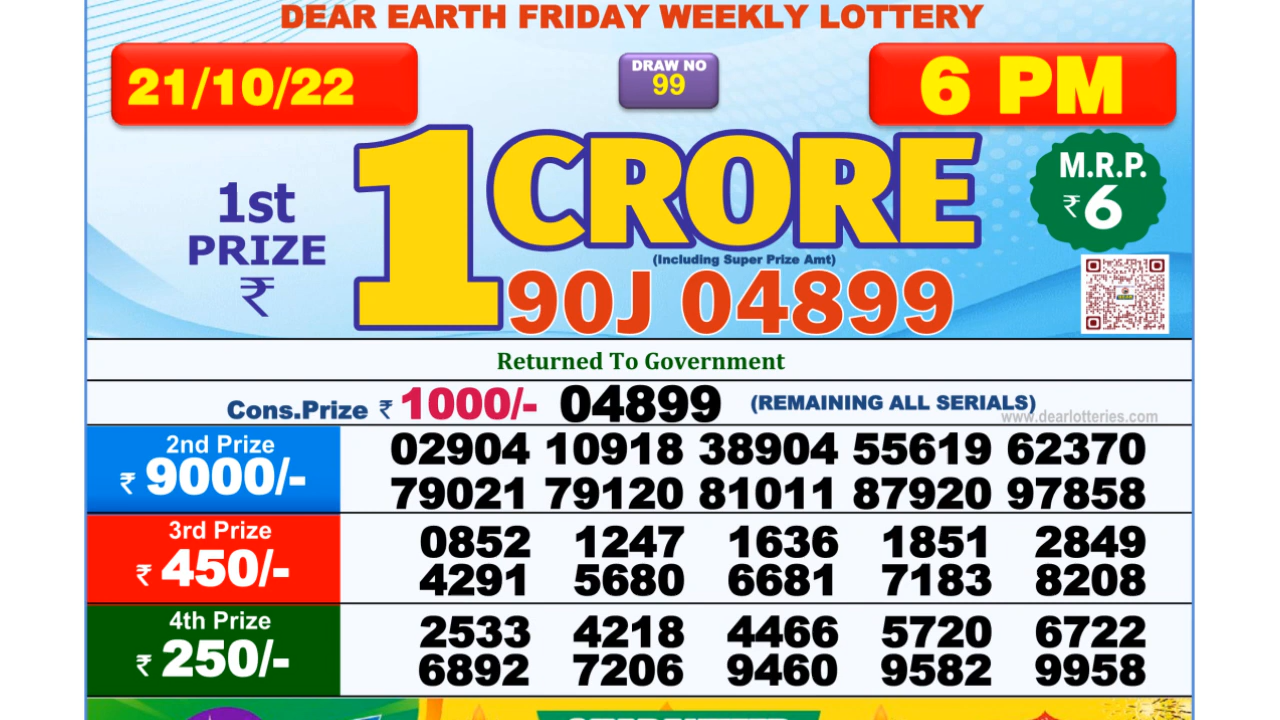 DEAR EARTH FRIDAY WEEKLY LOTTERY
21/10/22
DRAW NO
99
6 PM
1st
PRIZE
₹
1 CRORE
(Including Super Prize Amt)
90J 04899
M.R.P.
₹ 6
Returned To Government
Cons.Prize ₹ 1000/- 04899 (REMAINING ALL SERIALS)
www.dearlotteries.com
2nd Prize
₹ 9000/-
02904 10918 38904 55619 62370
79021 79120 81011 87920 97858
3rd Prize
₹ 450/-
0852 1247 1636 1851 2849
4291 5680 6681 7183 8208
4th Prize
₹ 250/-
2533 4218 4466 5720 6722
6892 7206 9460 9582 9958